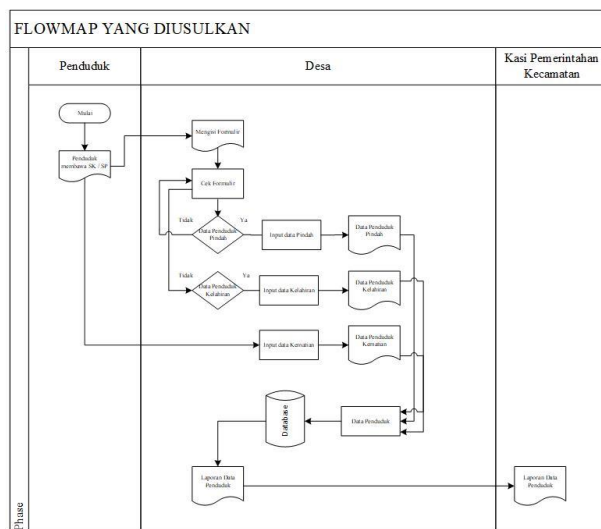 FLOWMAP YANG DIUSULKAN
Penduduk
Desa
Kasi Pemerintahan
Kecamatan
Mulai
Penduduk
membawa SK / SP
Mengisi Formulir
Cek Formulir
Tidak
Data Penduduk
Pindah
Ya
Input data Pindah
Data Penduduk
Pindah
Tidak
Data Penduduk
Kelahiran
Ya
Input data Kelahiran
Data Penduduk
Kelahiran
Input data Kematian
Data Penduduk
Kematian
Database
Data Penduduk
Laporan Data
Penduduk
Laporan Data
Penduduk
Phase